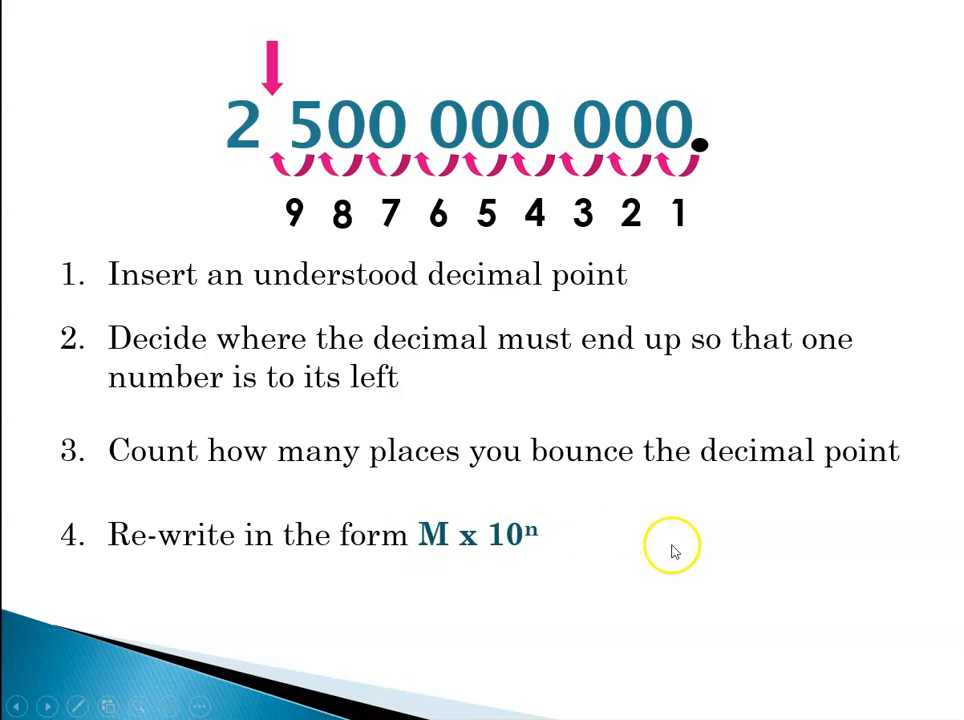 2 500 000 000.
9 8 7 6 5 4 3 2 1
1. Insert an understood decimal point
2. Decide where the decimal must end up so that one
number is to its left
3. Count how many places you bounce the decimal point
4. Re-write in the form M x 10ⁿ